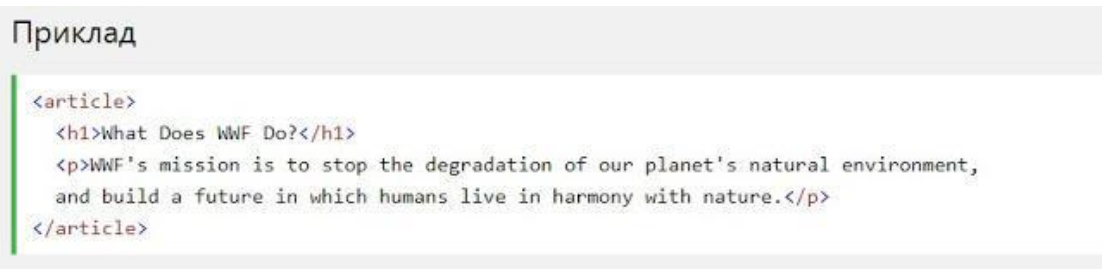 Приклад
<article>
<h1>What Does WWF Do?</h1>
<p>WWF's mission is to stop the degradation of our planet's natural environment,
and build a future in which humans live in harmony with nature.</p>
</article>